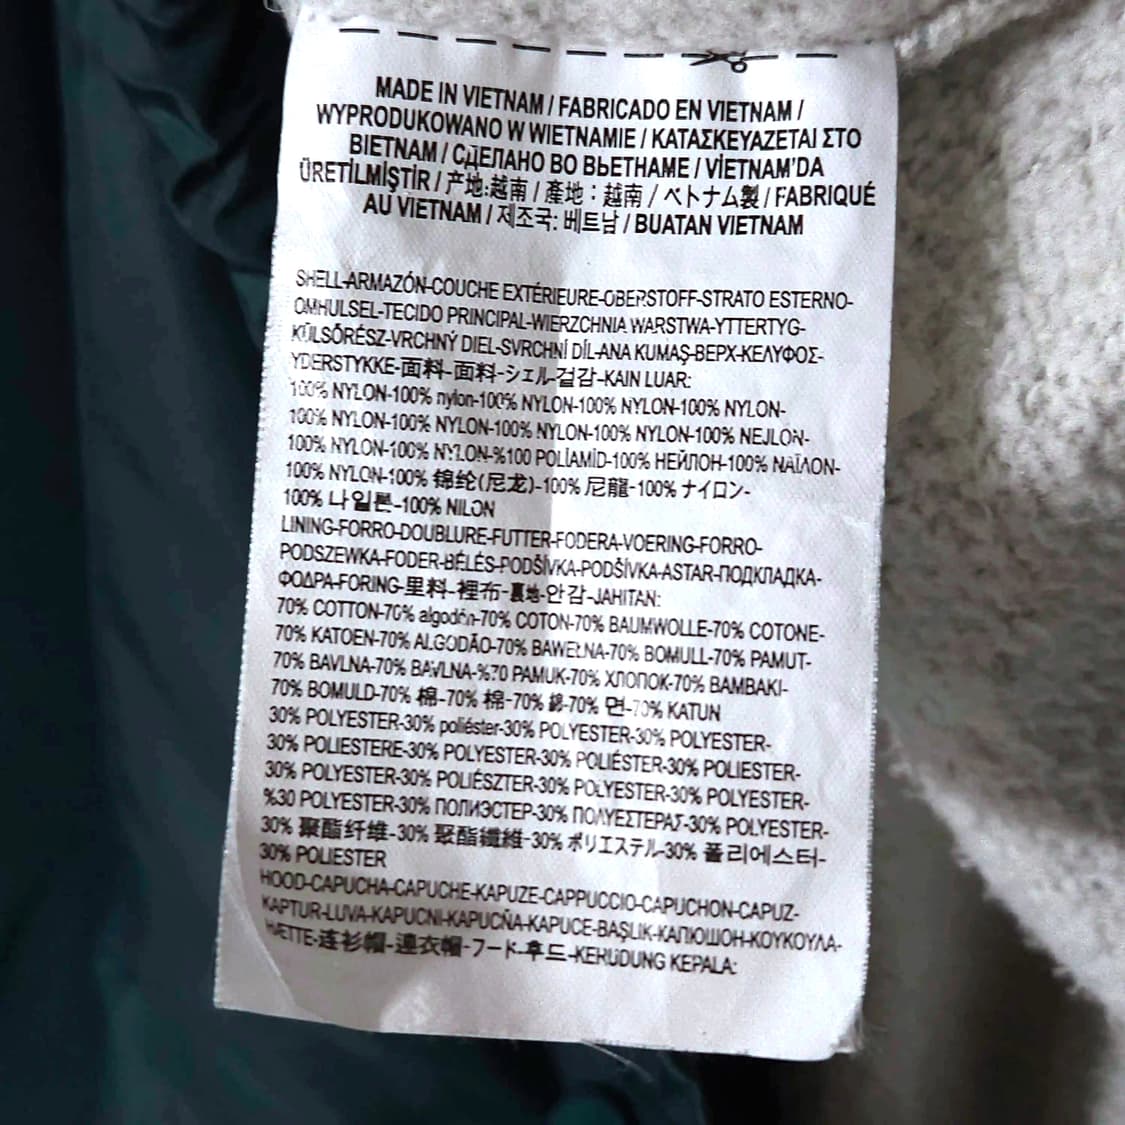 MADE IN VIETNAM / FABRICADO EN VIETNAM /
WYPRODUKOWANO W WIETNAMIE / ΚΑΤΑΣΚΕΥΑΖΕΤΑΙ ΣΤΟ
ΒΙΕΤΝΑΜ / СДЕЛАНО ВО ВЬЕТНАМЕ / VİETNAM'DA
ÜRETİLMİŞTİR / 产地:越南 / 產地：越南 / ベトナム製 / FABRIQUÉ
AU VIETNAM / 제조국: 베트남 / BUATAN VIETNAM
SHELL-ARMAZÓN-COUCHE EXTÉRIEURE-OBERSTOFF-STRATO ESTERNO-
OMHULSEL-TECIDO PRINCIPAL-WIERZCHNIA WARSTWA-YTTERTYG-
KÜLSŐRÉSZ-VRCHNÝ DIEL-SVRCHNÍ DÍL-ANA KUMAŞ-ВЕРХ-ΚΕΛΥΦΟΣ-
YDERSTYKKE-面料-面料-シェル-겉감-KAIN LUAR:
100% NYLON-100% nylon-100% NYLON-100% NYLON-100% NYLON-
100% NYLON-100% NYLON-100% NYLON-100% NYLON-100% NEJLON-
100% NYLON-100% NYLON-%100 POLİAMİD-100% НЕЙЛОН-100% ΝΑΪΛΟΝ-
100% NYLON-100% 锦纶(尼龙)-100% 尼龍-100% ナイロン-
100% 나일론-100% NILON
LINING-FORRO-DOUBLURE-FUTTER-FODERA-VOERING-FORRO-
PODSZEWKA-FODER-BÉLÉS-PODŠÍVKA-PODŠÍVKA-ASTAR-ПОДКЛАДКА-
ΦΟΔΡΑ-FORING-里料-裡布-裏地-안감-JAHITAN:
70% COTTON-70% algodón-70% COTON-70% BAUMWOLLE-70% COTONE-
70% KATOEN-70% ALGODÃO-70% BAWEŁNA-70% BOMULL-70% PAMUT-
70% BAVLNA-70% BAVLNA-%70 PAMUK-70% ХЛОПОК-70% ΒΑΜΒΑΚΙ-
70% BOMULD-70% 棉-70% 棉-70% 綿-70% 면-70% KATUN
30% POLYESTER-30% poliéster-30% POLYESTER-30% POLYESTER-
30% POLIESTERE-30% POLYESTER-30% POLIÉSTER-30% POLIESTER-
30% POLYESTER-30% POLIÉSZTER-30% POLYESTER-30% POLYESTER-
%30 POLYESTER-30% ПОЛИЭСТЕР-30% ΠΟΛΥΕΣΤΕΡΑΣ-30% POLYESTER-
30% 聚酯纤维-30% 聚酯纖維-30% ポリエステル-30% 폴리에스터-
30% POLIESTER
HOOD-CAPUCHA-CAPUCHE-KAPUZE-CAPPUCCIO-CAPUCHON-CAPUZ-
KAPTUR-LUVA-KAPUCNI-KAPUCŇA-KAPUCE-BAŞLIK-КАПЮШОН-ΚΟΥΚΟΥΛΑ-
HÆTTE-连衫帽-連衣帽-フード-후드-KERUDUNG KEPALA: